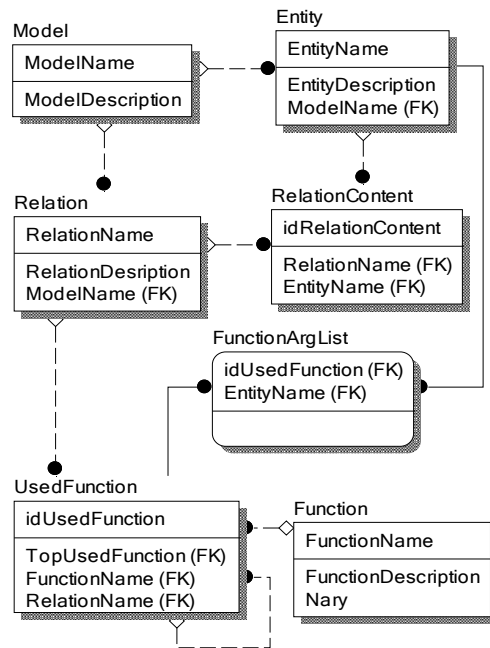 Model
ModelName
ModelDescription
Entity
EntityName
EntityDescription
ModelName (FK)
Relation
RelationName
RelationDesription
ModelName (FK)
RelationContent
idRelationContent
RelationName (FK)
EntityName (FK)
FunctionArgList
idUsedFunction (FK)
EntityName (FK)
UsedFunction
idUsedFunction
TopUsedFunction (FK)
FunctionName (FK)
RelationName (FK)
Function
FunctionName
FunctionDescription
Nary